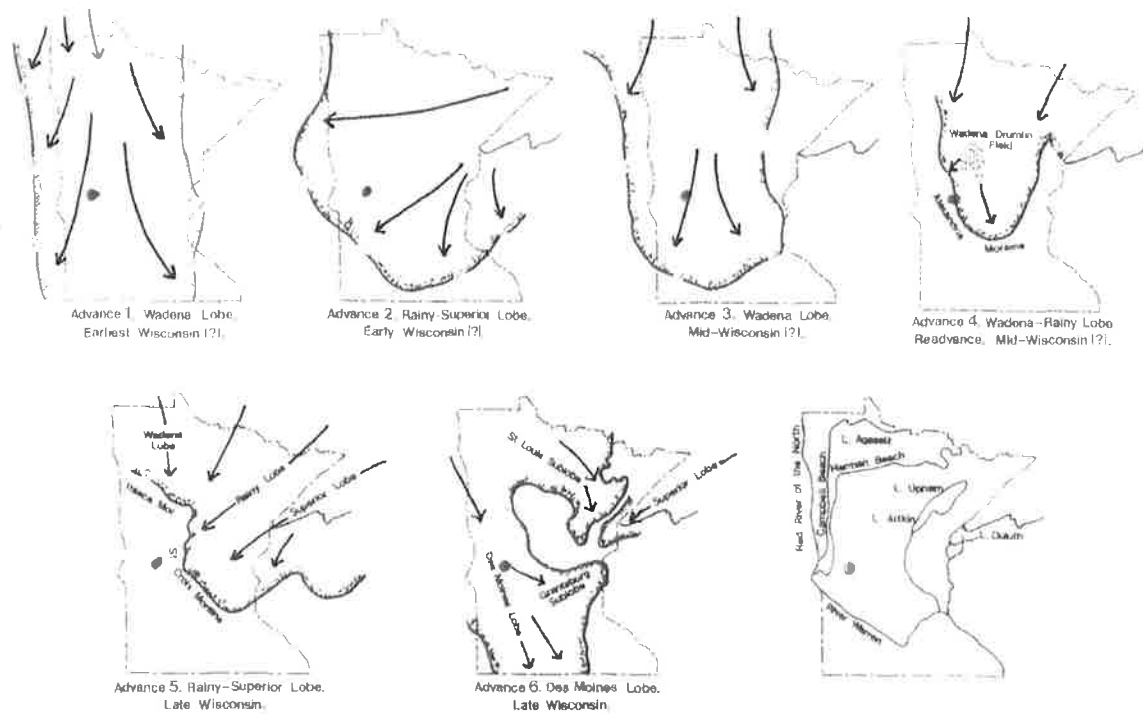 Advance 1. Wadena Lobe,
Earliest Wisconsin [?].
Advance 2. Rainy-Superior Lobe,
Early Wisconsin [?].
Advance 3. Wadena Lobe,
Mid-Wisconsin [?].
Wadena Drumlin
Field
Alexandria
Moraine
Advance 4. Wadena-Rainy Lobe
Readvance, Mid-Wisconsin [?].
Wadena
Lobe
Itasca Mor.
Rainy Lobe
Superior Lobe
St.
Croix Moraine
Advance 5. Rainy-Superior Lobe.
Late Wisconsin.
St. Louis Sublobe
Superior Lobe
Des Moines Lobe
Grantsburg
Sublobe
Advance 6. Des Moines Lobe.
Late Wisconsin.
Red River of the North
Campbell Beach
L. Agassiz
Herman Beach
L. Upham
L. Aitkin
L. Duluth
River Warren